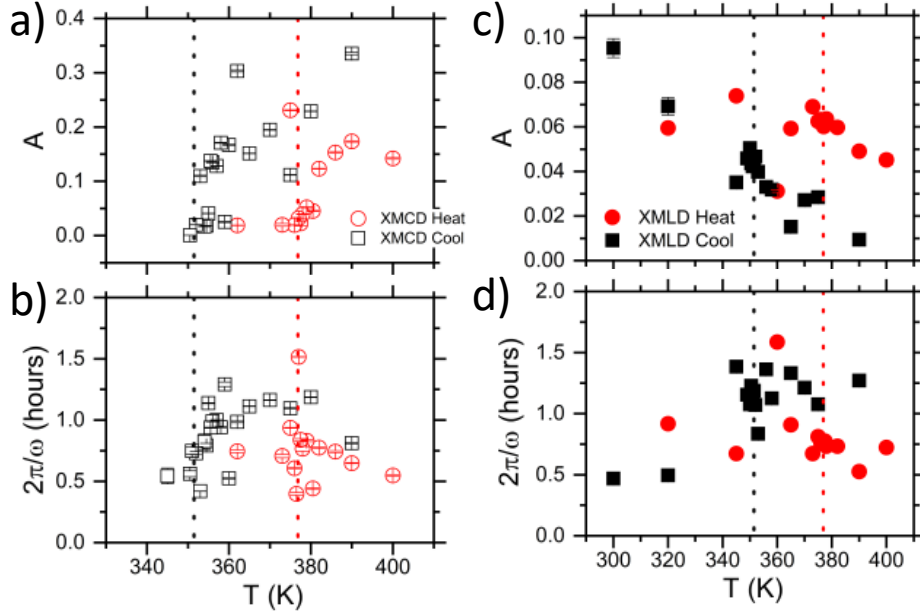 a)
A
0.4
0.3
0.2
0.1
0.0
XMCD Heat
XMCD Cool
b)
2π/ω (hours)
2.0
1.5
1.0
0.5
0.0
340 360 380 400
T (K)
c)
A
0.10
0.08
0.06
0.04
0.02
0.00
XMLD Heat
XMLD Cool
d)
2π/ω (hours)
2.0
1.5
1.0
0.5
0.0
300 320 340 360 380 400
T (K)